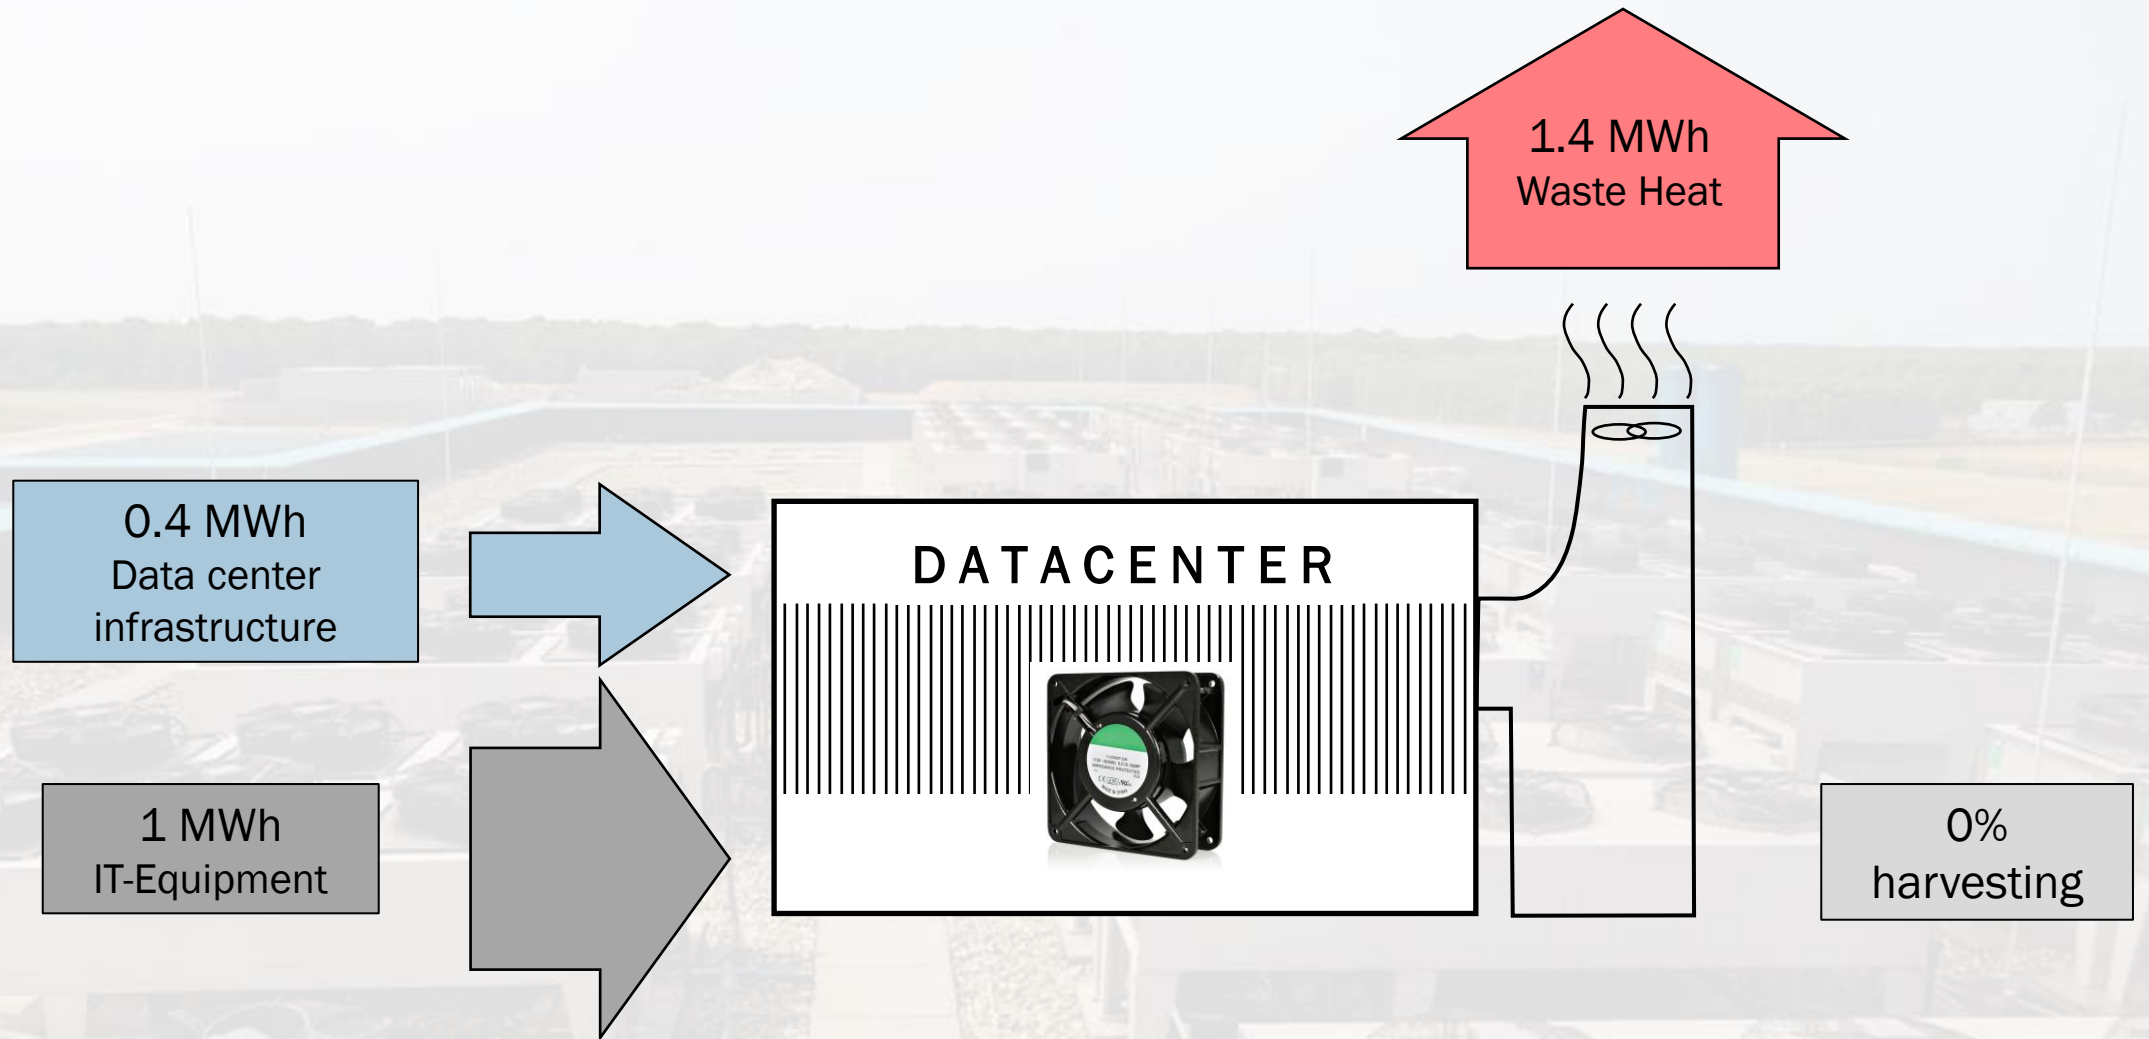 1.4 MWh
Waste Heat
0.4 MWh
Data center
infrastructure
DATACENTER
1 MWh
IT-Equipment
0%
harvesting